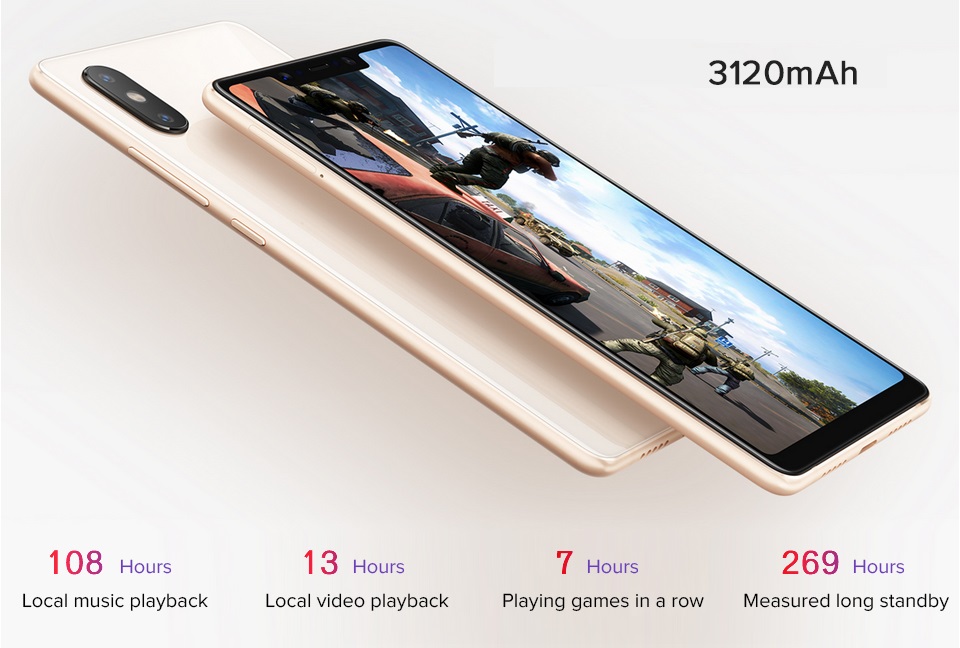 3120mAh
108 Hours
Local music playback
13 Hours
Local video playback
7 Hours
Playing games in a row
269 Hours
Measured long standby